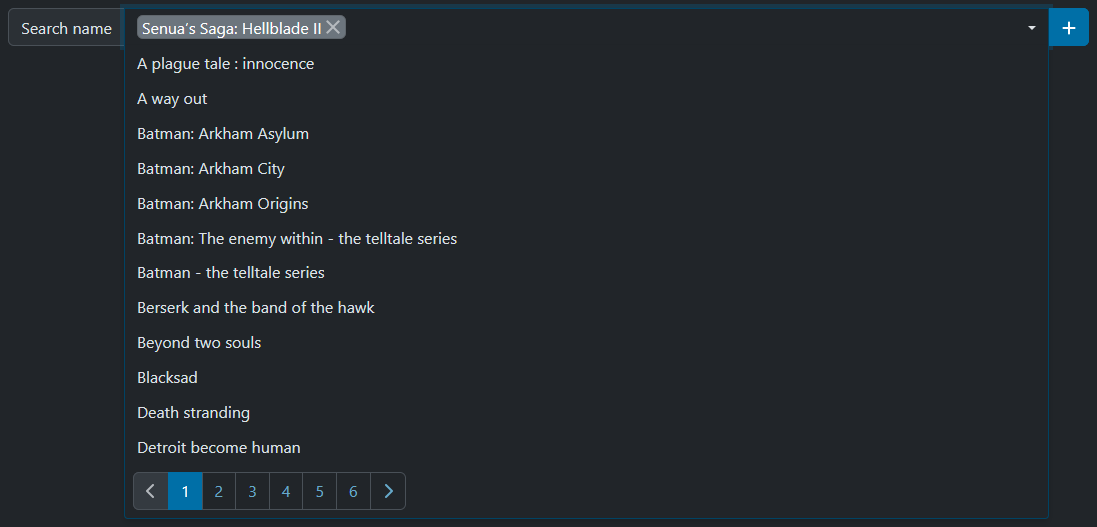 Search name
Senua's Saga: Hellblade II
A plague tale : innocence
A way out
Batman: Arkham Asylum
Batman: Arkham City
Batman: Arkham Origins
Batman: The enemy within - the telltale series
Batman - the telltale series
Berserk and the band of the hawk
Beyond two souls
Blacksad
Death stranding
Detroit become human
1 2 3 4 5 6